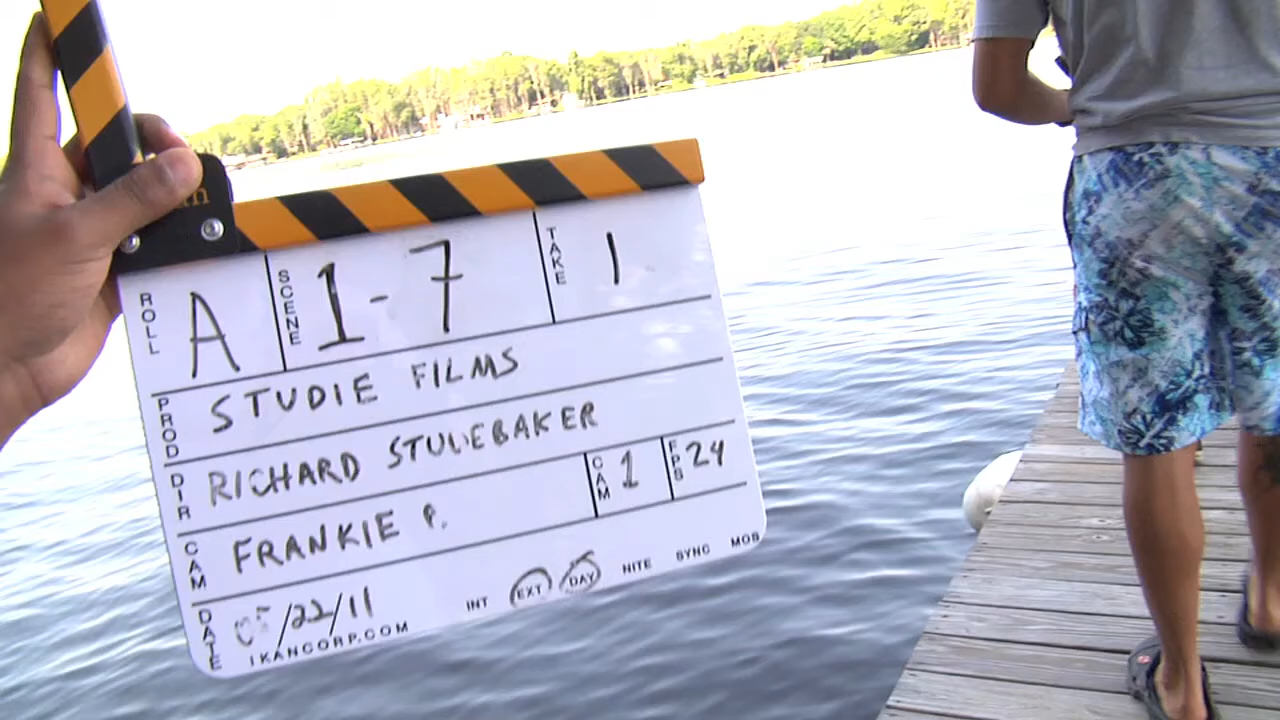 ROLL A SCENE 1-7 TAKE 1
PROD STUDIE FILMS
DIR RICHARD STUDEBAKER
CAM FRANKIE P. CAM 1 FPS 24
DATE /22/11 INT EXT DAY NITE SYNC MOS
IKANCORP.COM